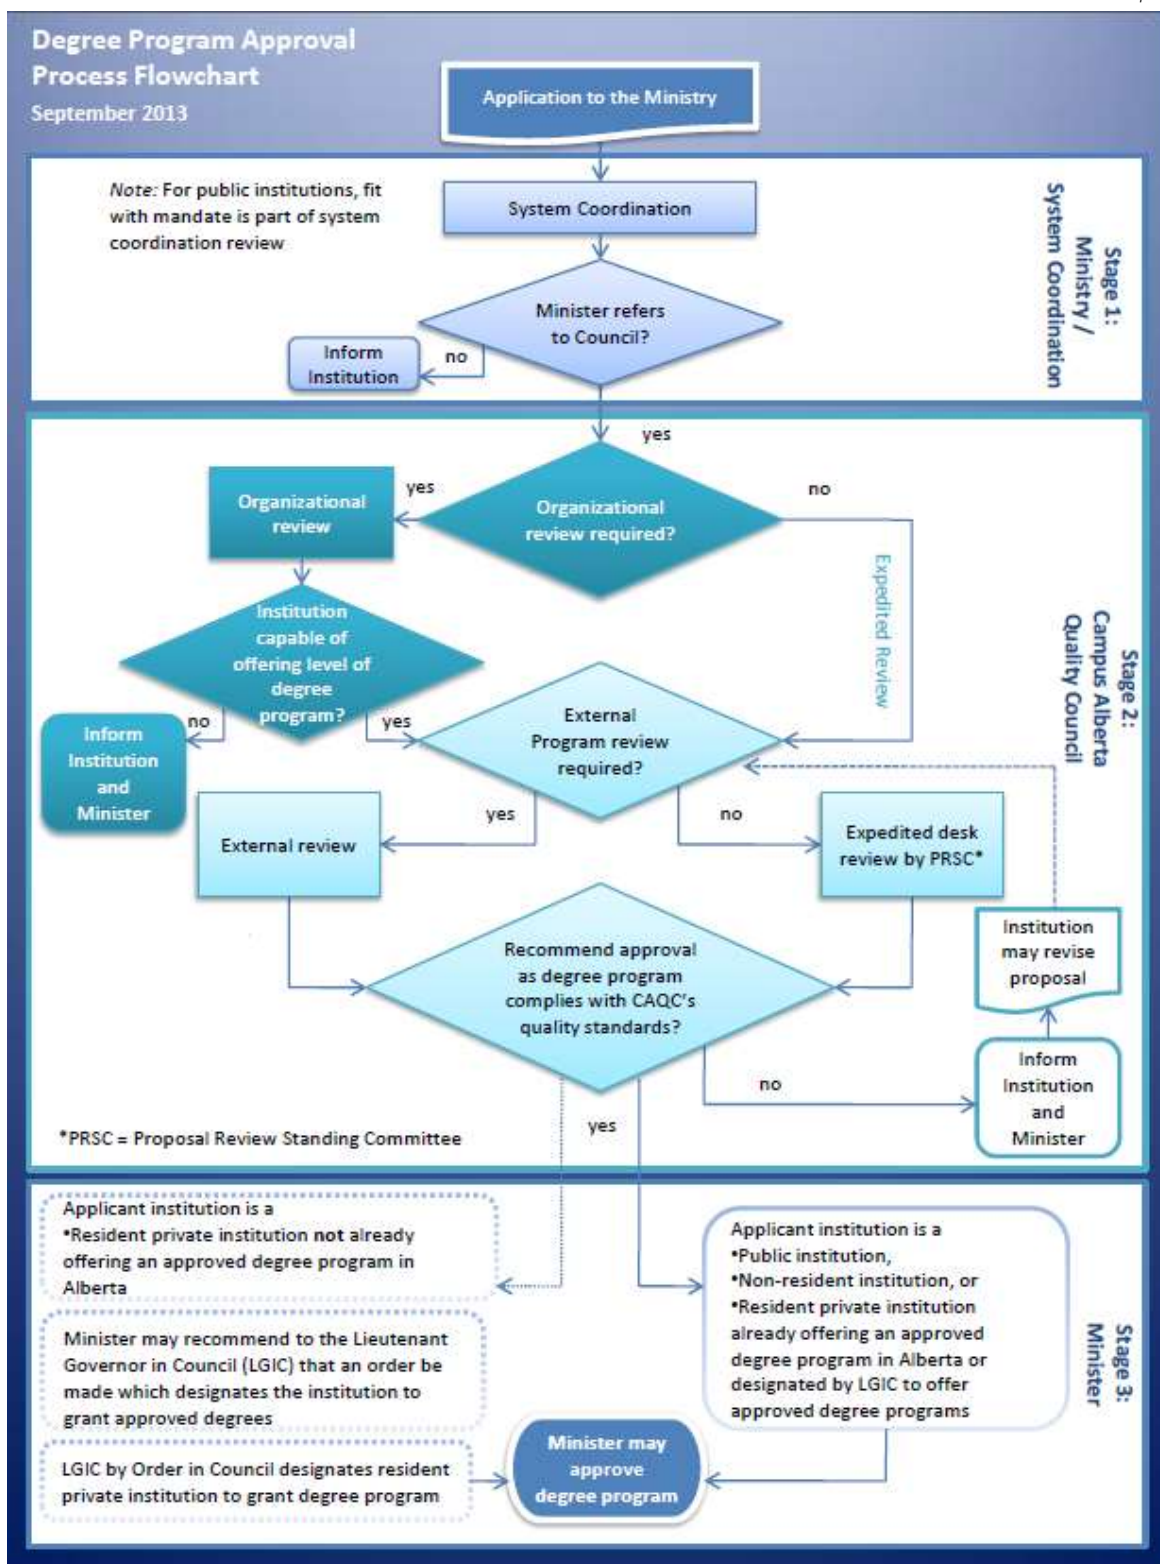 Degree Program Approval
Process Flowchart
September 2013
Application to the Ministry
Note: For public institutions, fit
with mandate is part of system
coordination review
System Coordination
Stage 1:
Ministry /
System Coordination
Minister refers
to Council?
no
Inform
Institution
yes
Organizational
review required?
yes
no
Organizational
review
Expedited Review
Stage 2:
Campus Alberta
Quality Council
Institution
capable of
offering level of
degree
program?
no
yes
Inform
Institution
and
Minister
External
Program review
required?
yes
no
External review
Expedited desk
review by PRSC*
Institution
may revise
proposal
Recommend approval
as degree program
complies with CAQC's
quality standards?
no
Inform
Institution
and
Minister
yes
*PRSC = Proposal Review Standing Committee
Applicant institution is a
•Resident private institution not already
offering an approved degree program in
Alberta
Minister may recommend to the Lieutenant
Governor in Council (LGIC) that an order be
made which designates the institution to
grant approved degrees
LGIC by Order in Council designates resident
private institution to grant degree program
Applicant institution is a
•Public institution,
•Non-resident institution, or
•Resident private institution
already offering an approved
degree program in Alberta or
designated by LGIC to offer
approved degree programs
Stage 3:
Minister
Minister may
approve
degree program